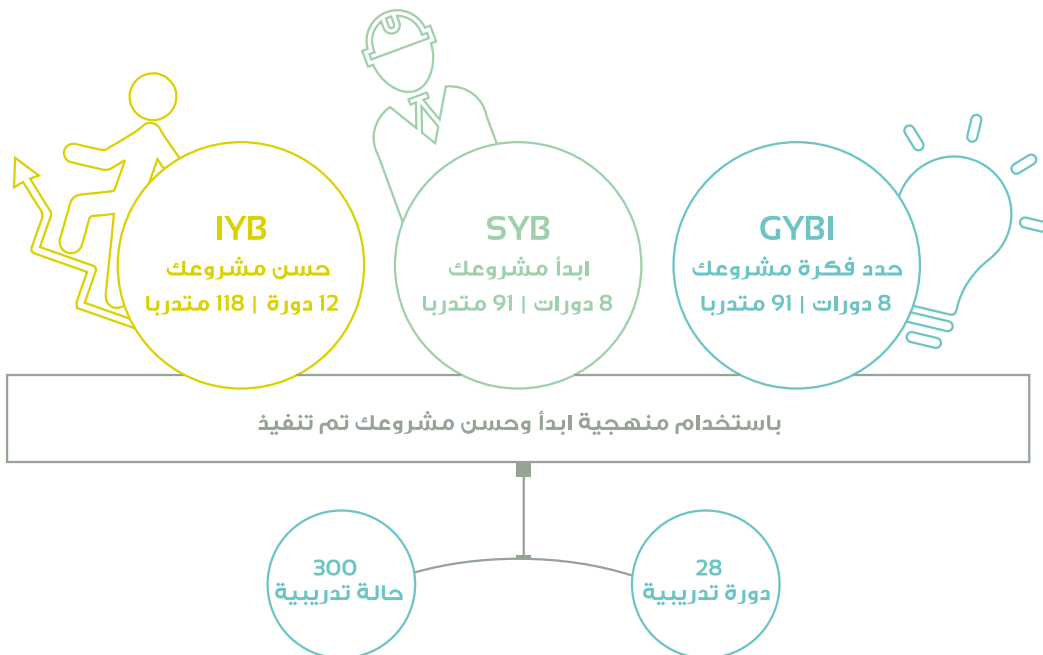 GYBI
حدد فكرة مشروعك
8 دورات | 91 متدربا
SYB
ابدأ مشروعك
8 دورات | 91 متدربا
IYB
حسن مشروعك
12 دورة | 118 متدربا
باستخدام منهجية ابدأ وحسن مشروعك تم تنفيذ
28
دورة تدريبية
300
حالة تدريبية